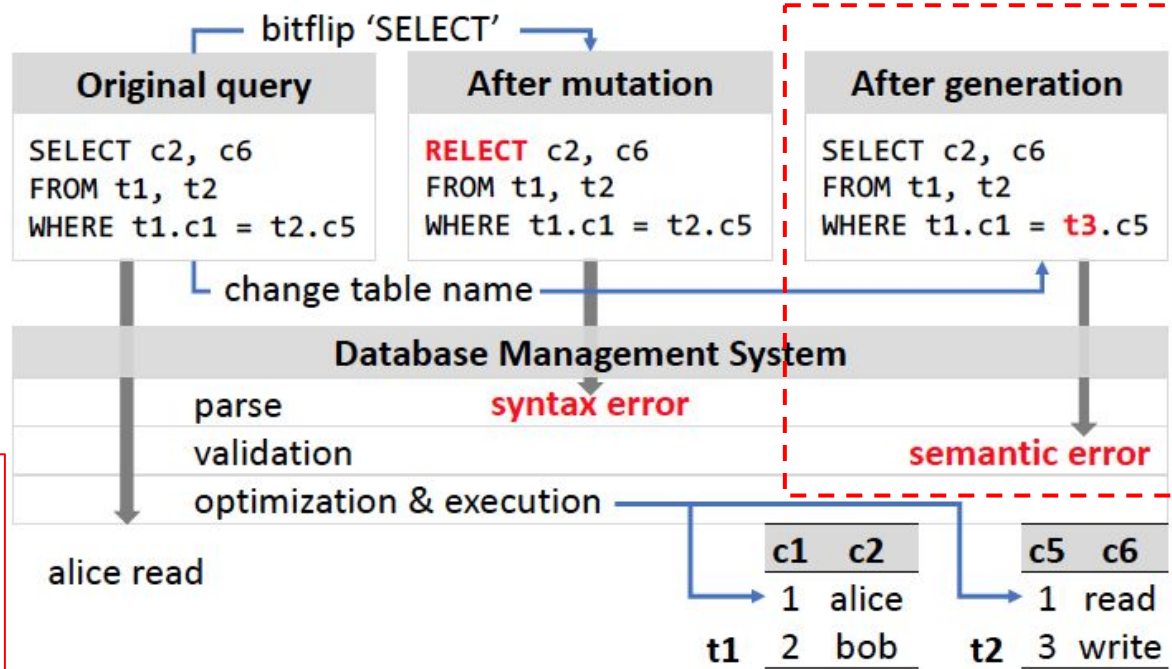 bitflip ‘SELECT’
Original query
SELECT c2, c6
FROM t1, t2
WHERE t1.c1 = t2.c5
After mutation
RELECT c2, c6
FROM t1, t2
WHERE t1.c1 = t2.c5
After generation
SELECT c2, c6
FROM t1, t2
WHERE t1.c1 = t3.c5
change table name
Database Management System
parse syntax error
validation semantic error
optimization & execution
alice read
t1
c1 c2
1 alice
2 bob
t2
c5 c6
1 read
3 write